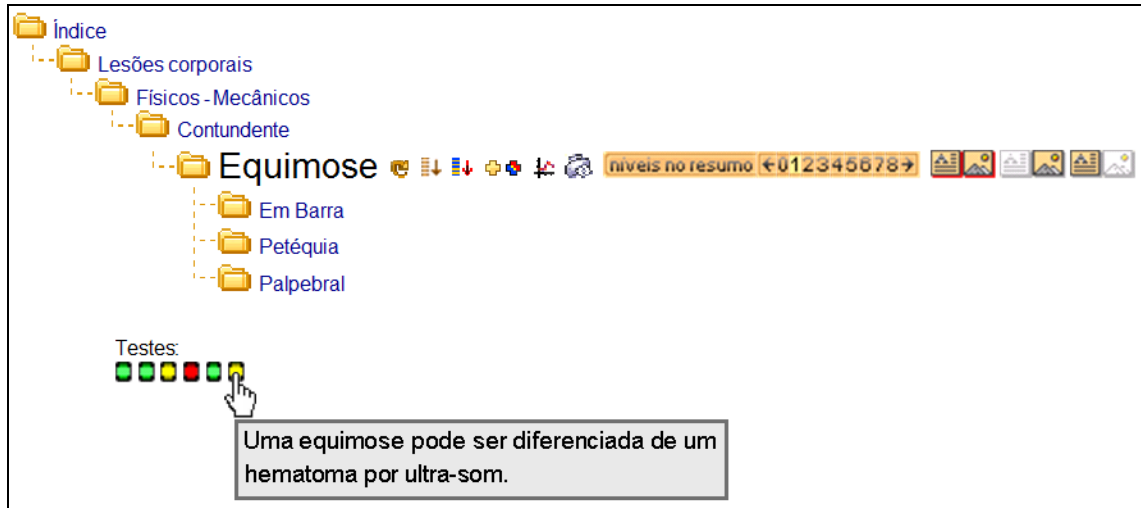 Índice
Lesões corporais
Físicos - Mecânicos
Contundente
Equimose níveis no resumo 012345678
Em Barra
Petéquia
Palpebral
Testes:
Uma equimose pode ser diferenciada de um
hematoma por ultra-som.